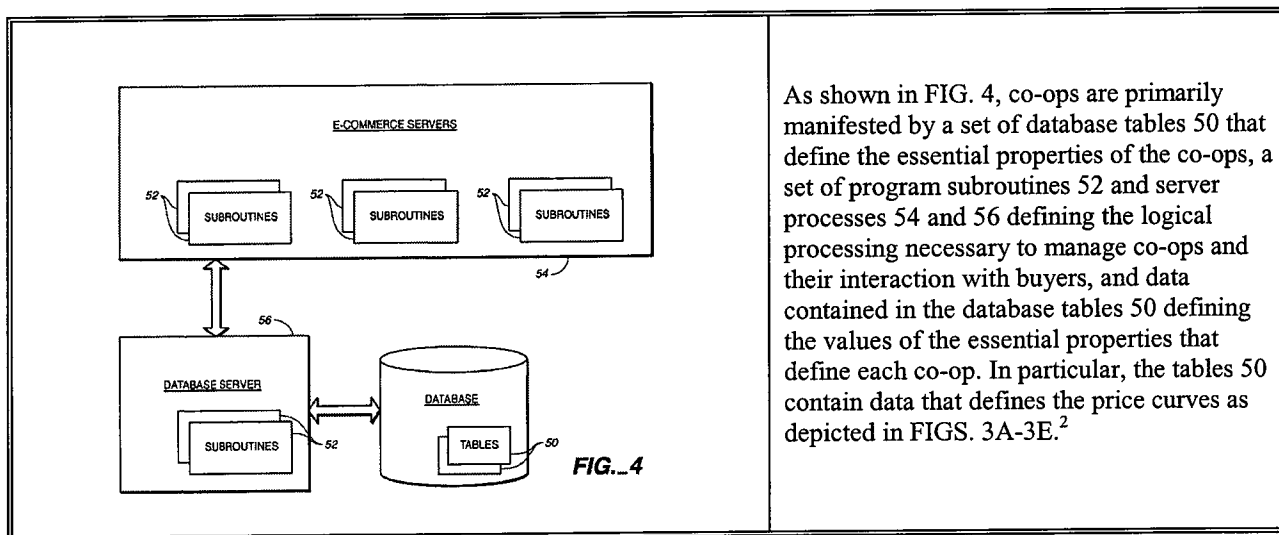 E-COMMERCE SERVERS
52
SUBROUTINES
52
SUBROUTINES
52
SUBROUTINES
54
56
DATABASE SERVER
SUBROUTINES
52
DATABASE
TABLES
50
FIG._4
As shown in FIG. 4, co-ops are primarily
manifested by a set of database tables 50 that
define the essential properties of the co-ops, a
set of program subroutines 52 and server
processes 54 and 56 defining the logical
processing necessary to manage co-ops and
their interaction with buyers, and data
contained in the database tables 50 defining
the values of the essential properties that
define each co-op. In particular, the tables 50
contain data that defines the price curves as
depicted in FIGS. 3A-3E.2